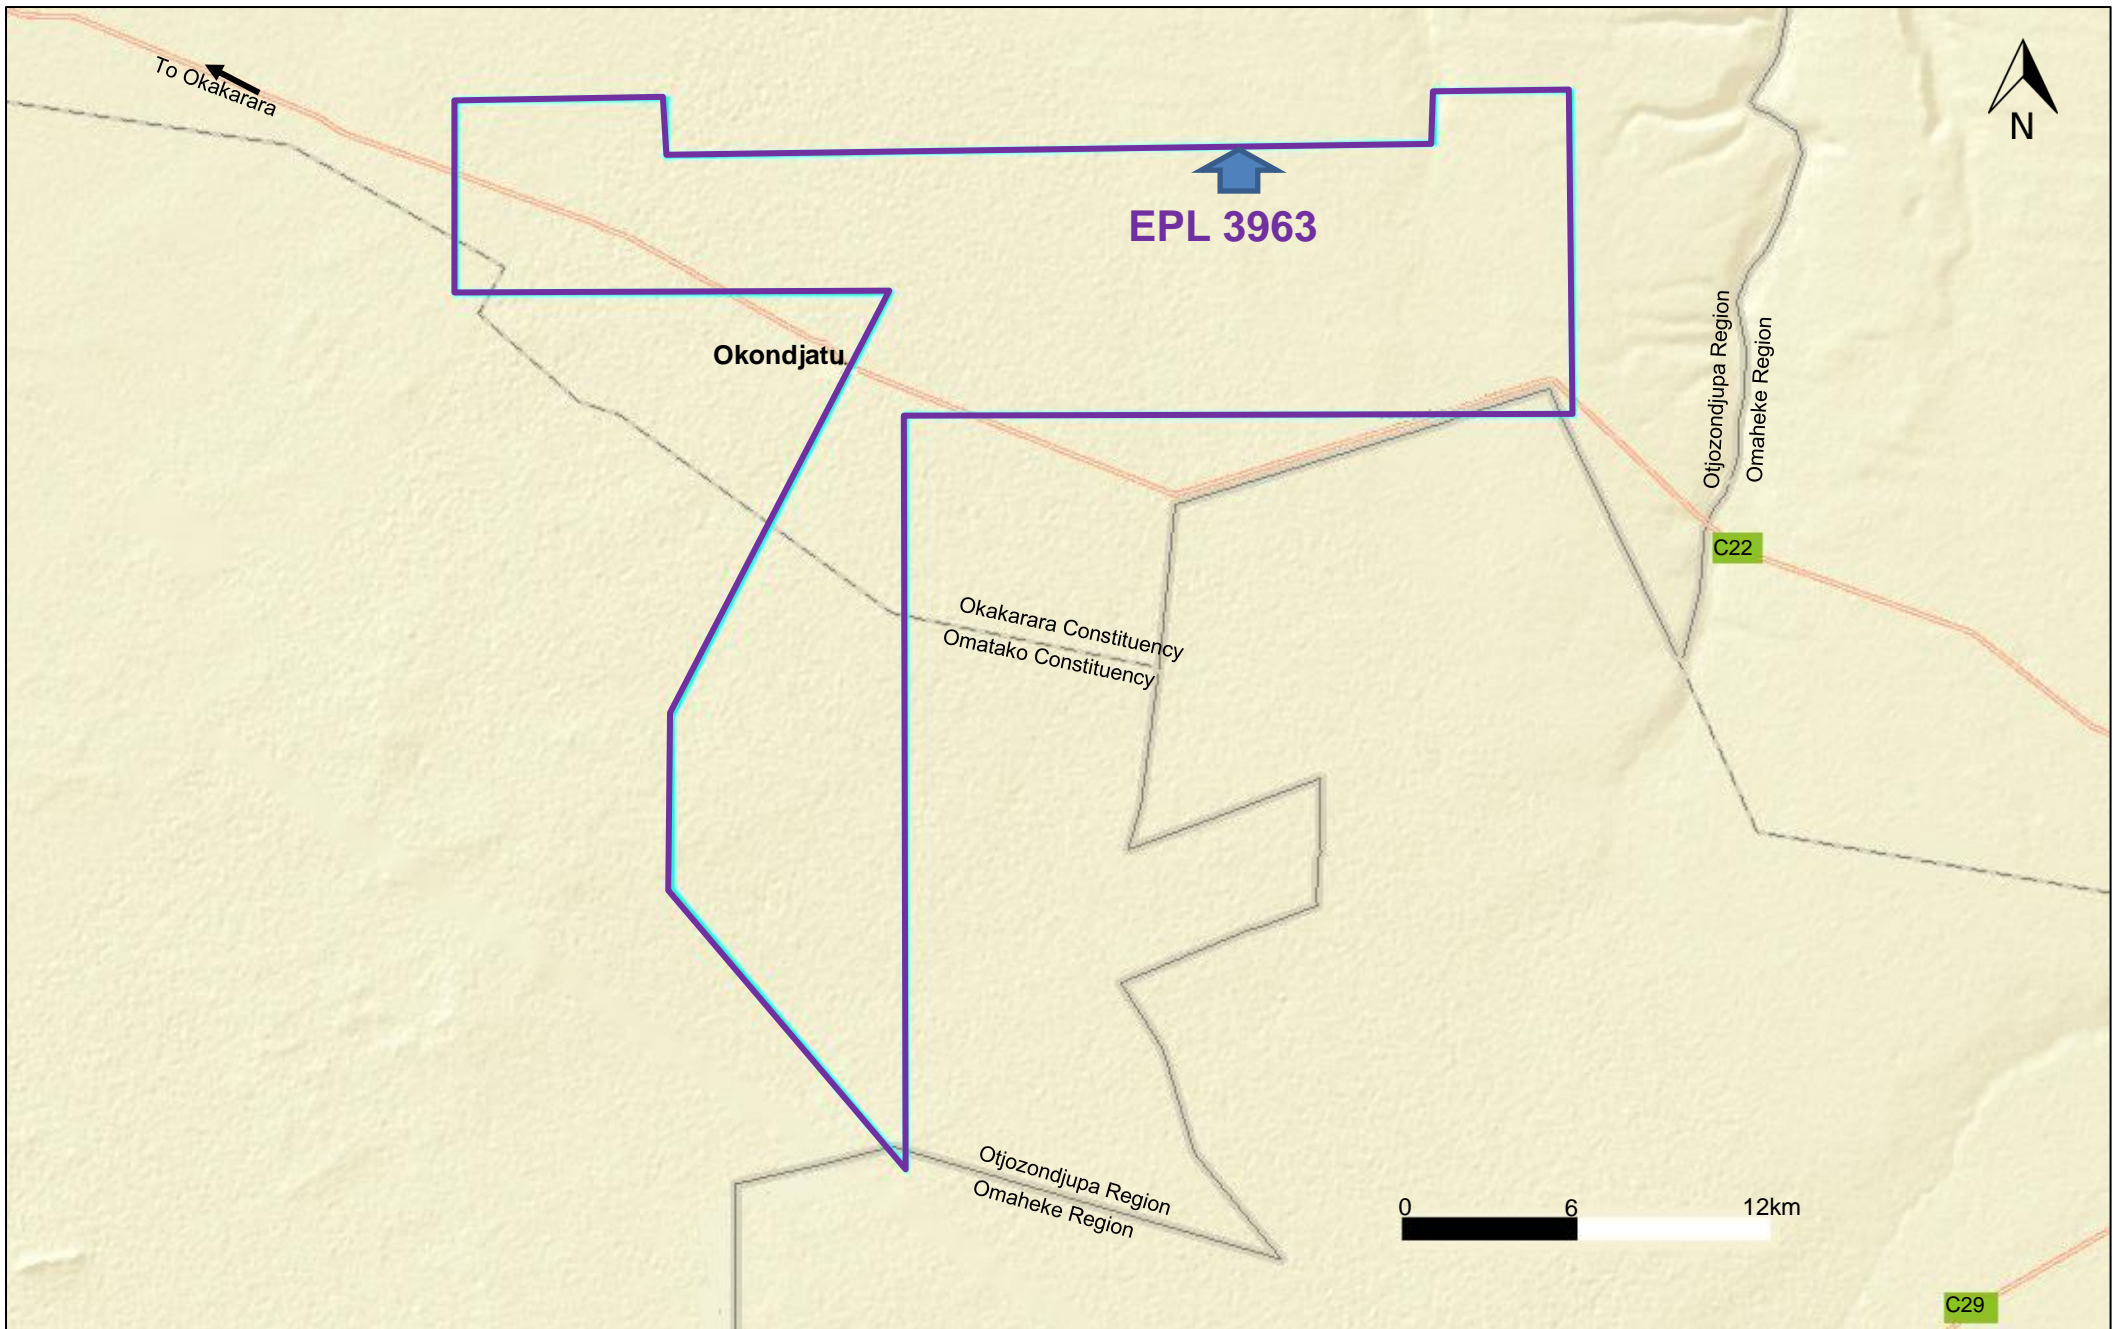 To Okakarara
N
EPL 3963
Okondjatu
Otjozondjupa Region
Omaheke Region
C22
Okakarara Constituency
Omatako Constituency
Otjozondjupa Region
Omaheke Region
0 6 12km
C29